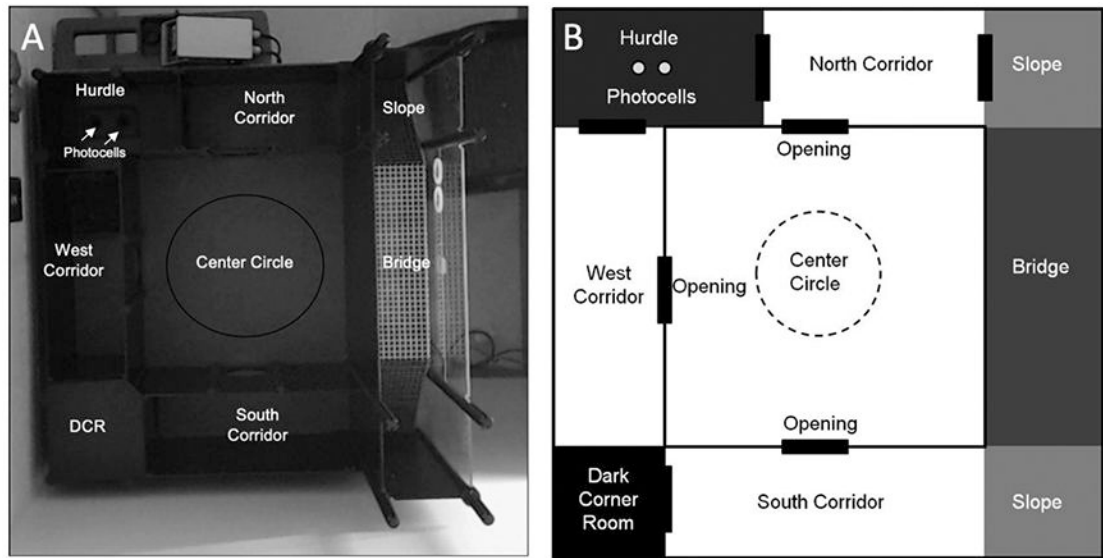 A
Hurdle
Photocells
North
Corridor
Slope
West
Corridor
Center Circle
Bridge
DCR
South
Corridor
B
Hurdle
Photocells
North Corridor
Slope
Opening
West
Corridor
Opening
Center
Circle
Bridge
Opening
Dark
Corner
Room
South Corridor
Slope